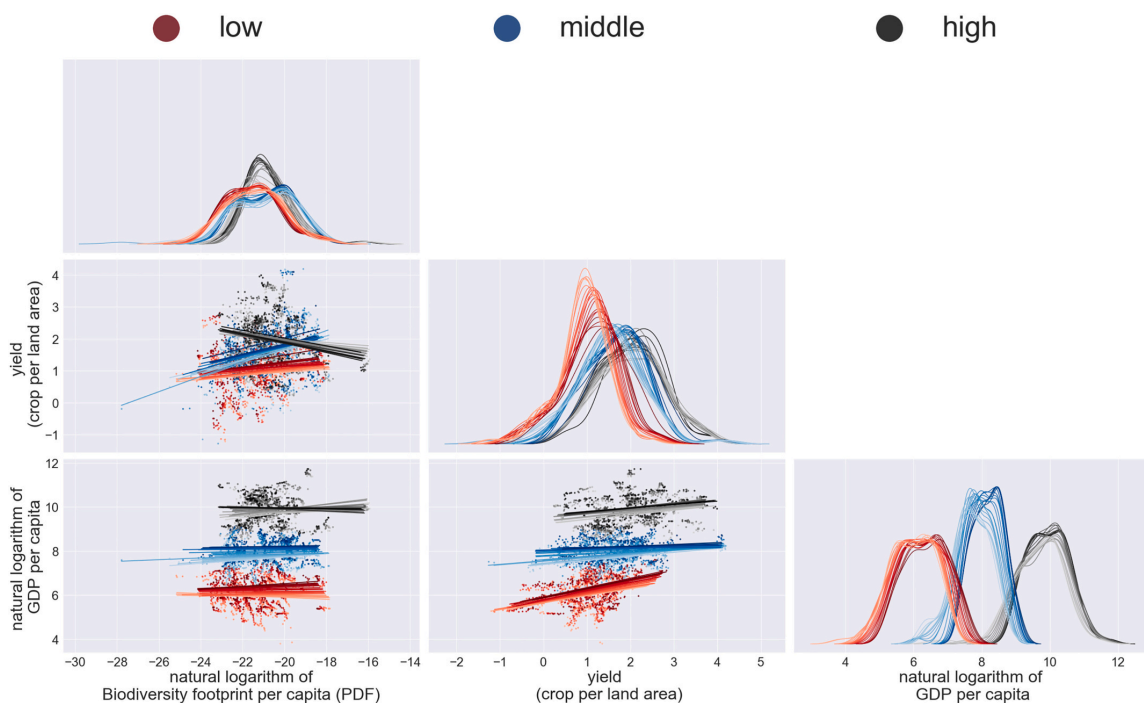 low
middle
high
4
3
2
1
0
−1
yield
(crop per land area)
12
10
8
6
4
natural logarithm of
GDP per capita
−30
−28
−26
−24
−22
−20
−18
−16
−14
natural logarithm of
Biodiversity footprint per capita (PDF)
−2
−1
0
1
2
3
4
5
yield
(crop per land area)
4
6
8
10
12
natural logarithm of
GDP per capita